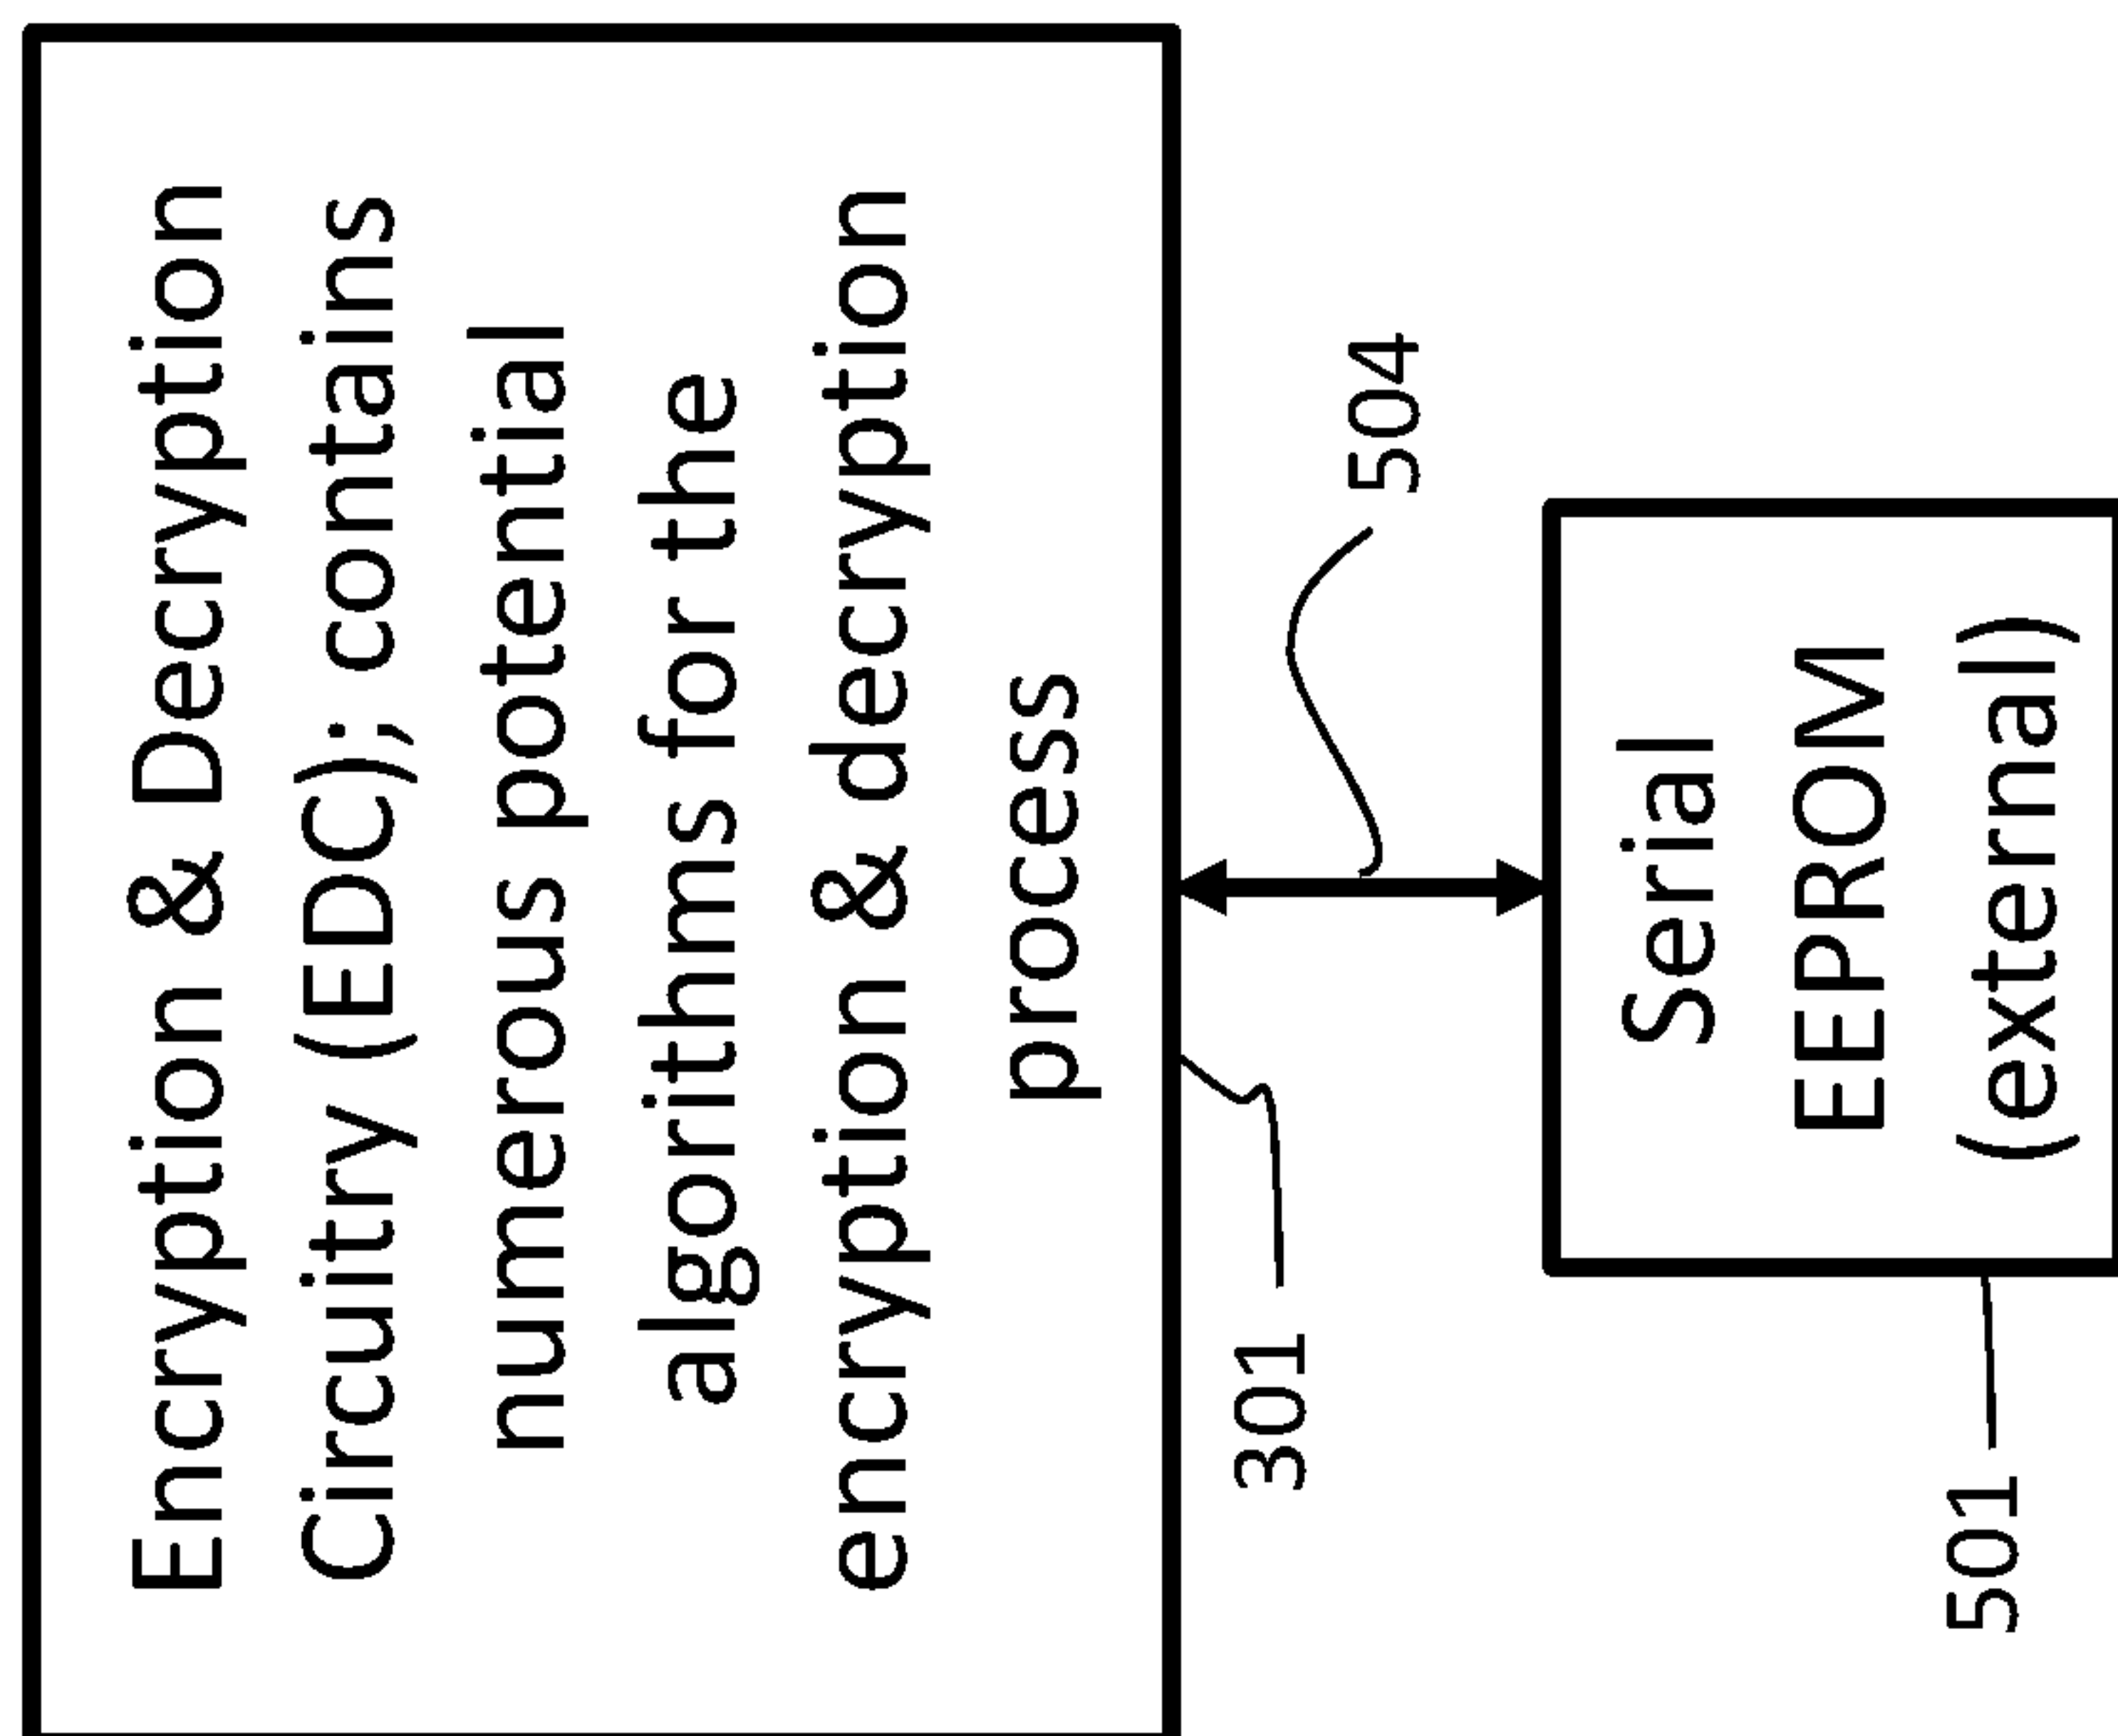 Encryption & Decryption
Circuitry (EDC); contains
numerous potential
algorithms for the
encryption & decryption
process
301
504
Serial
EEPROM
(external)
501